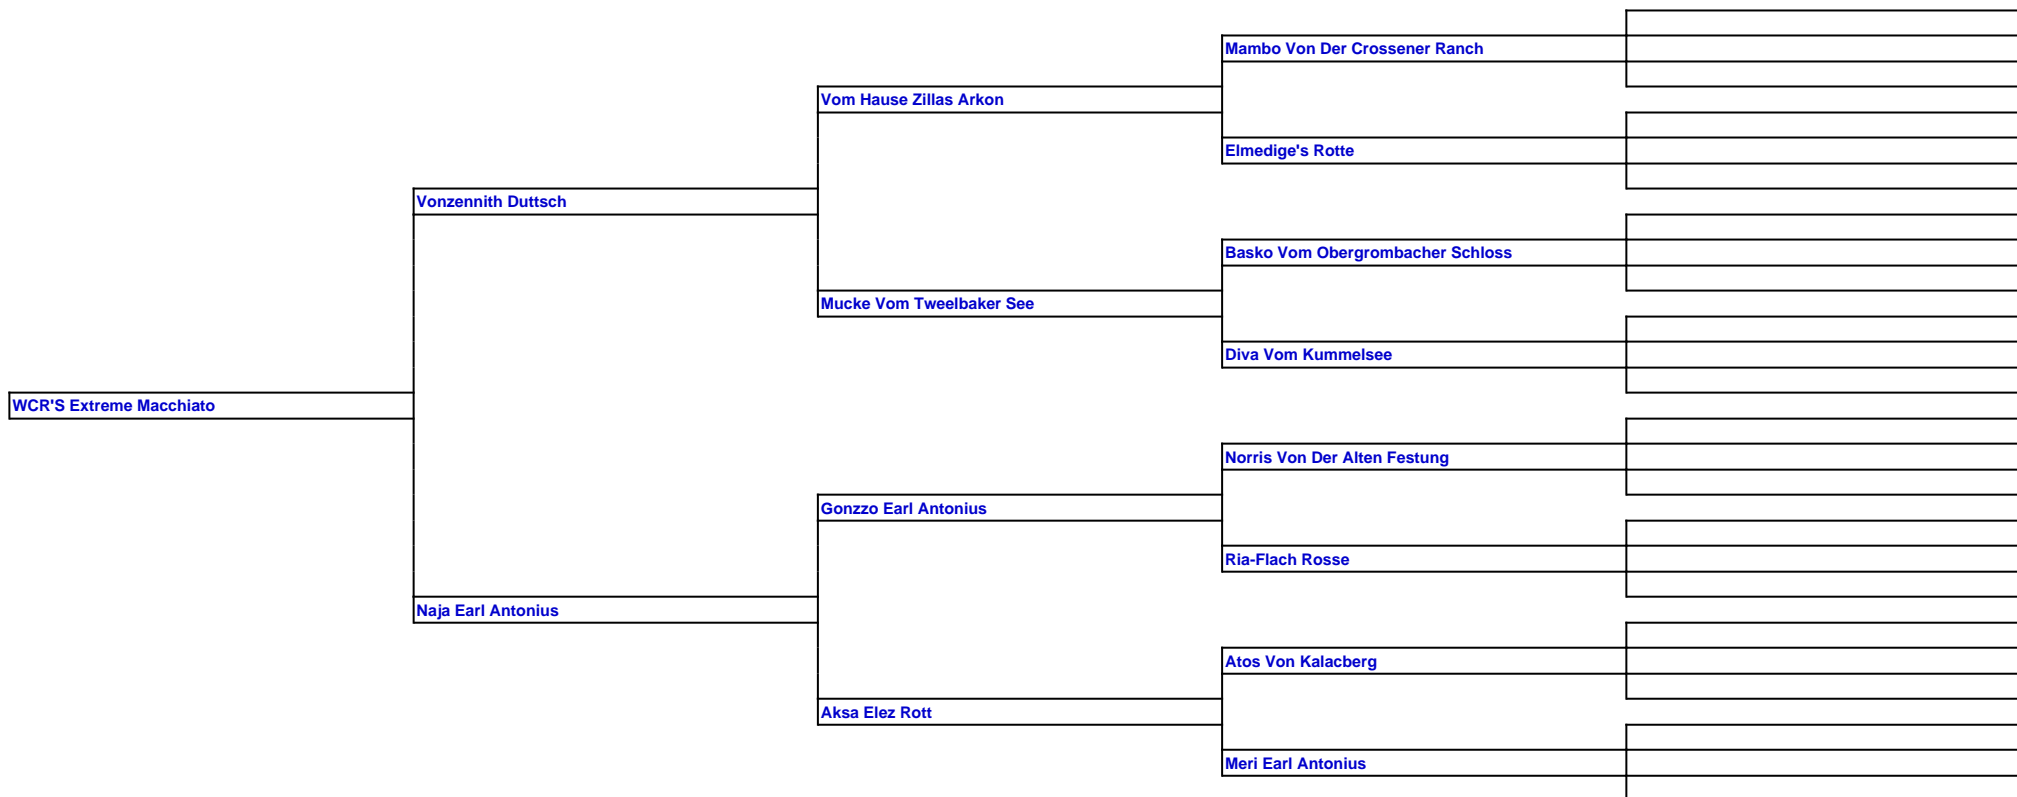 Mambo Von Der Crossener Ranch
Vom Hause Zillas Arkon
Elmedige's Rotte
Vonzennith Duttsch
Basko Vom Obergrombacher Schloss
Mucke Vom Tweelbaker See
Diva Vom Kummelsee
WCR'S Extreme Macchiato
Norris Von Der Alten Festung
Gonzzo Earl Antonius
Ria-Flach Rosse
Naja Earl Antonius
Atos Von Kalacberg
Aksa Elez Rott
Meri Earl Antonius